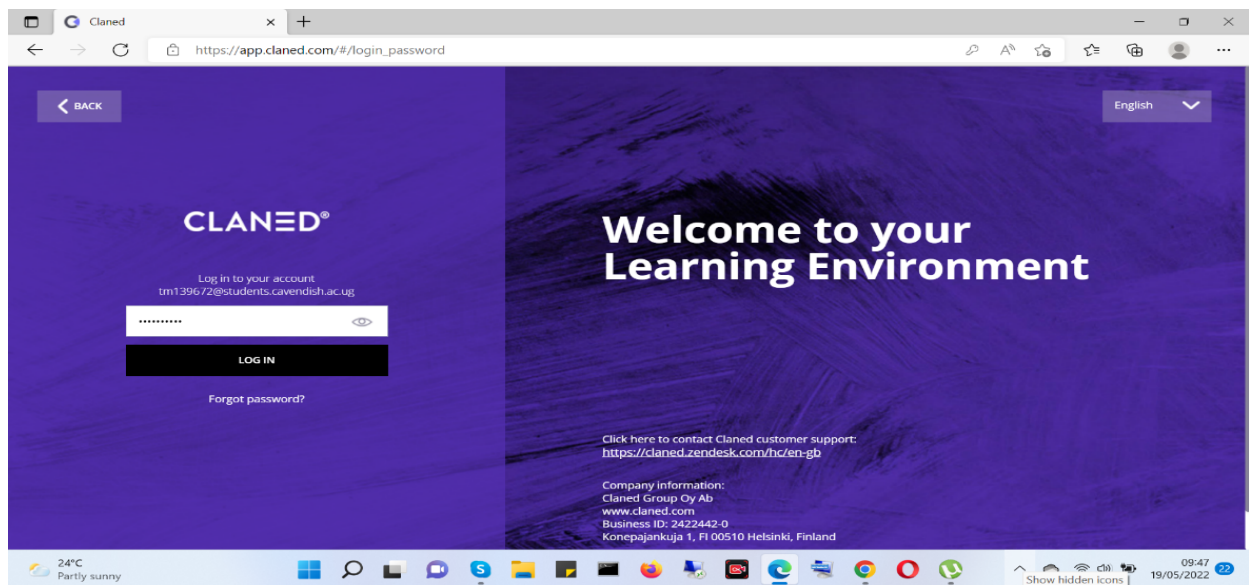 Claned
https://app.claned.com/#/login_password
BACK
English
CLANED®
Log in to your account
tm139672@students.cavendish.ac.ug
LOG IN
Forgot password?
Welcome to your
Learning Environment
Click here to contact Claned customer support:
https://claned.zendesk.com/hc/en-gb
Company information:
Claned Group Oy Ab
www.claned.com
Business ID: 2422442-0
Konepajankuja 1, FI 00510 Helsinki, Finland
24°C
Partly sunny
Show hidden icons
09:47
19/05/2022
22